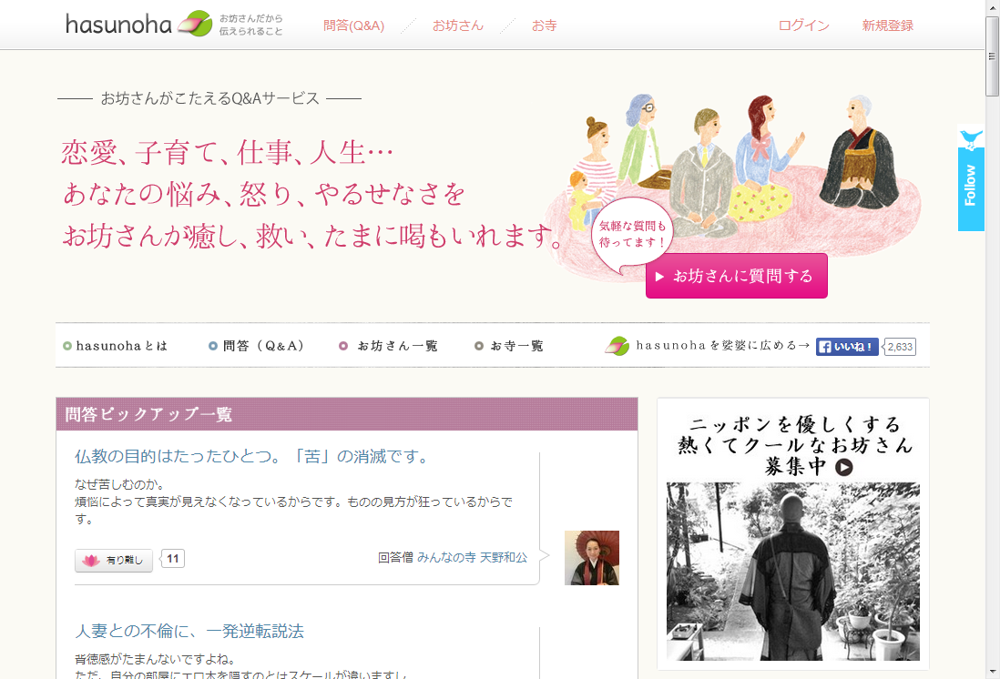 hasunoha
お坊さんだから
伝えられること
問答(Q&A)
お坊さん
お寺
ログイン
新規登録
お坊さんがこたえるQ&Aサービス
恋愛、子育て、仕事、人生…
あなたの悩み、怒り、やるせなさを
お坊さんが癒し、救い、たまに喝もいれます。
気軽な質問も
待ってます！
お坊さんに質問する
Follow
hasunohaとは
問答（Q&A）
お坊さん一覧
お寺一覧
hasunohaを娑婆に広める→
いいね！
2,633
問答ピックアップ一覧
仏教の目的はたったひとつ。「苦」の消滅です。
なぜ苦しむのか。
煩悩によって真実が見えなくなっているからです。ものの見方が狂っているからで
す。
有り難し
11
回答僧 みんなの寺 天野和公
人妻との不倫に、一発逆転説法
背徳感がたまんないですよね。
ただ、自分の部屋にエロ本を隠すのとはスケールが違いますし
ニッポンを優しくする
熱くてクールなお坊さん
募集中